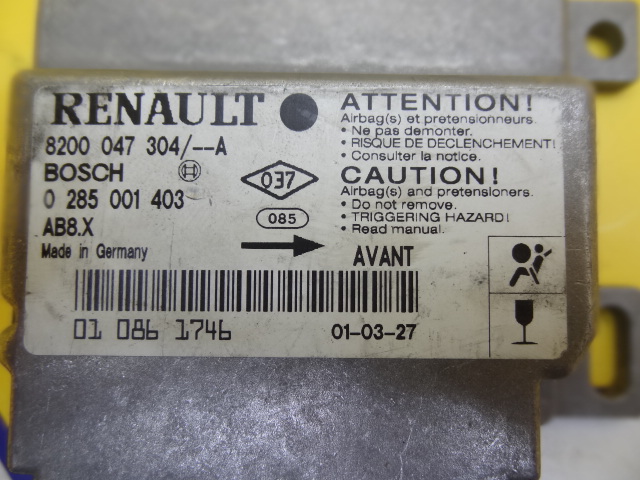 RENAULT
8200 047 304/--A
BOSCH
0 285 001 403
AB8.X
Made in Germany
037
085
AVANT
ATTENTION!
Airbag(s) et pretensionneurs.
• Ne pas demonter.
• RISQUE DE DECLENCHEMENT!
• Consulter la notice.
CAUTION!
Airbag(s) and pretensioners.
• Do not remove.
• TRIGGERING HAZARD!
• Read manual.
01 086 1746
01-03-27